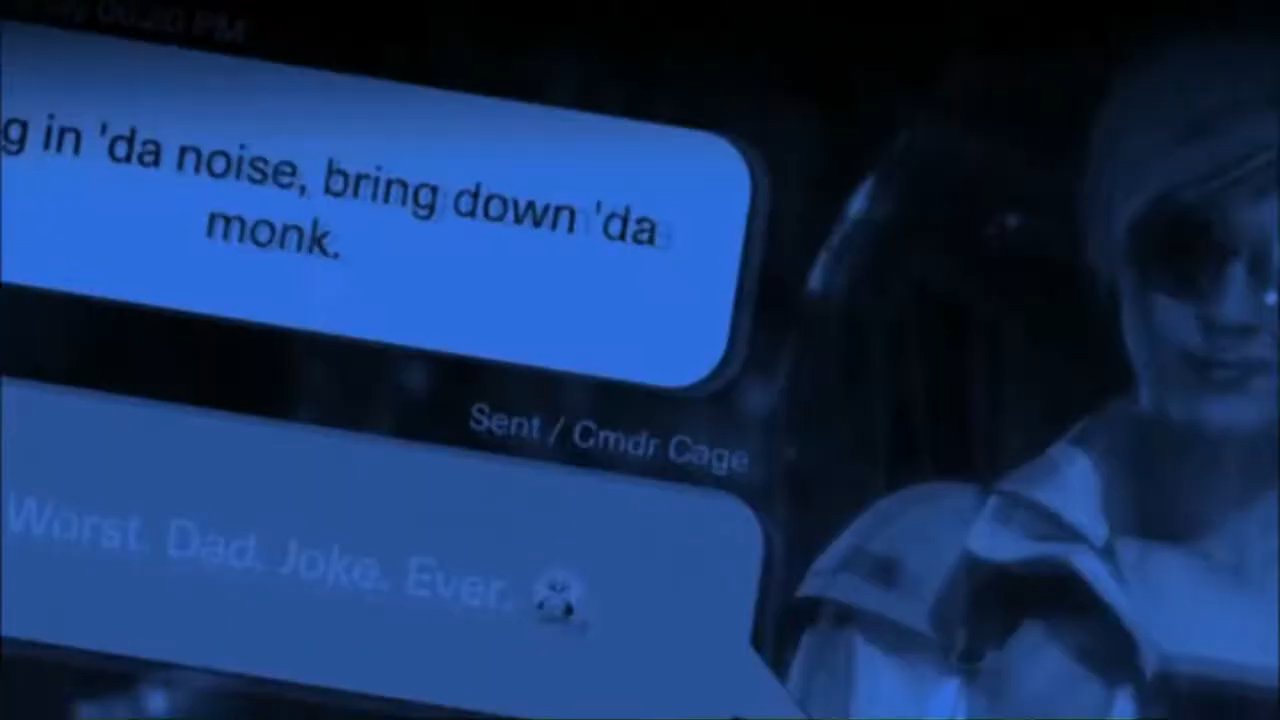 g in 'da noise, bring down 'da
monk.
Sent / Cmdr Cage
Worst. Dad. Joke. Ever.